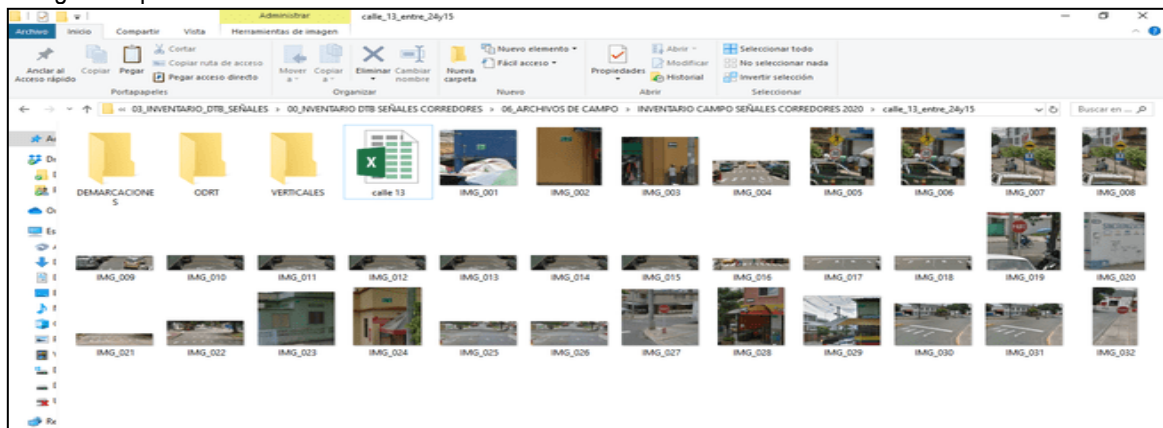 Administrar
calle_13_entre_24y15
Archivo Inicio Compartir Vista Herramientas de imagen
Anclar al
Acceso rápido
Copiar
Pegar
Cortar
Copiar ruta de acceso
Pegar acceso directo
Portapapeles
Mover
a
Copiar
a
Eliminar
Cambiar
nombre
Organizar
Nueva
carpeta
Nuevo elemento
Fácil acceso
Nuevo
Propiedades
Abrir
Modificar
Historial
Abrir
Seleccionar todo
No seleccionar nada
Invertir selección
Seleccionar
« 03_INVENTARIO_DTB_SEÑALES > 00_NVENTARIO DTB SEÑALES CORREDORES > 06_ARCHIVOS DE CAMPO > INVENTARIO CAMPO SEÑALES CORREDORES 2020 > calle_13_entre_24y15
Buscar en ...
DEMARCACIONE
S
ODRT VERTICALES calle 13 IMG_001 IMG_002 IMG_003 IMG_004 IMG_005 IMG_006 IMG_007 IMG_008
IMG_009 IMG_010 IMG_011 IMG_012 IMG_013 IMG_014 IMG_015 IMG_016 IMG_017 IMG_018 IMG_019 IMG_020
IMG_021 IMG_022 IMG_023 IMG_024 IMG_025 IMG_026 IMG_027 IMG_028 IMG_029 IMG_030 IMG_031 IMG_032